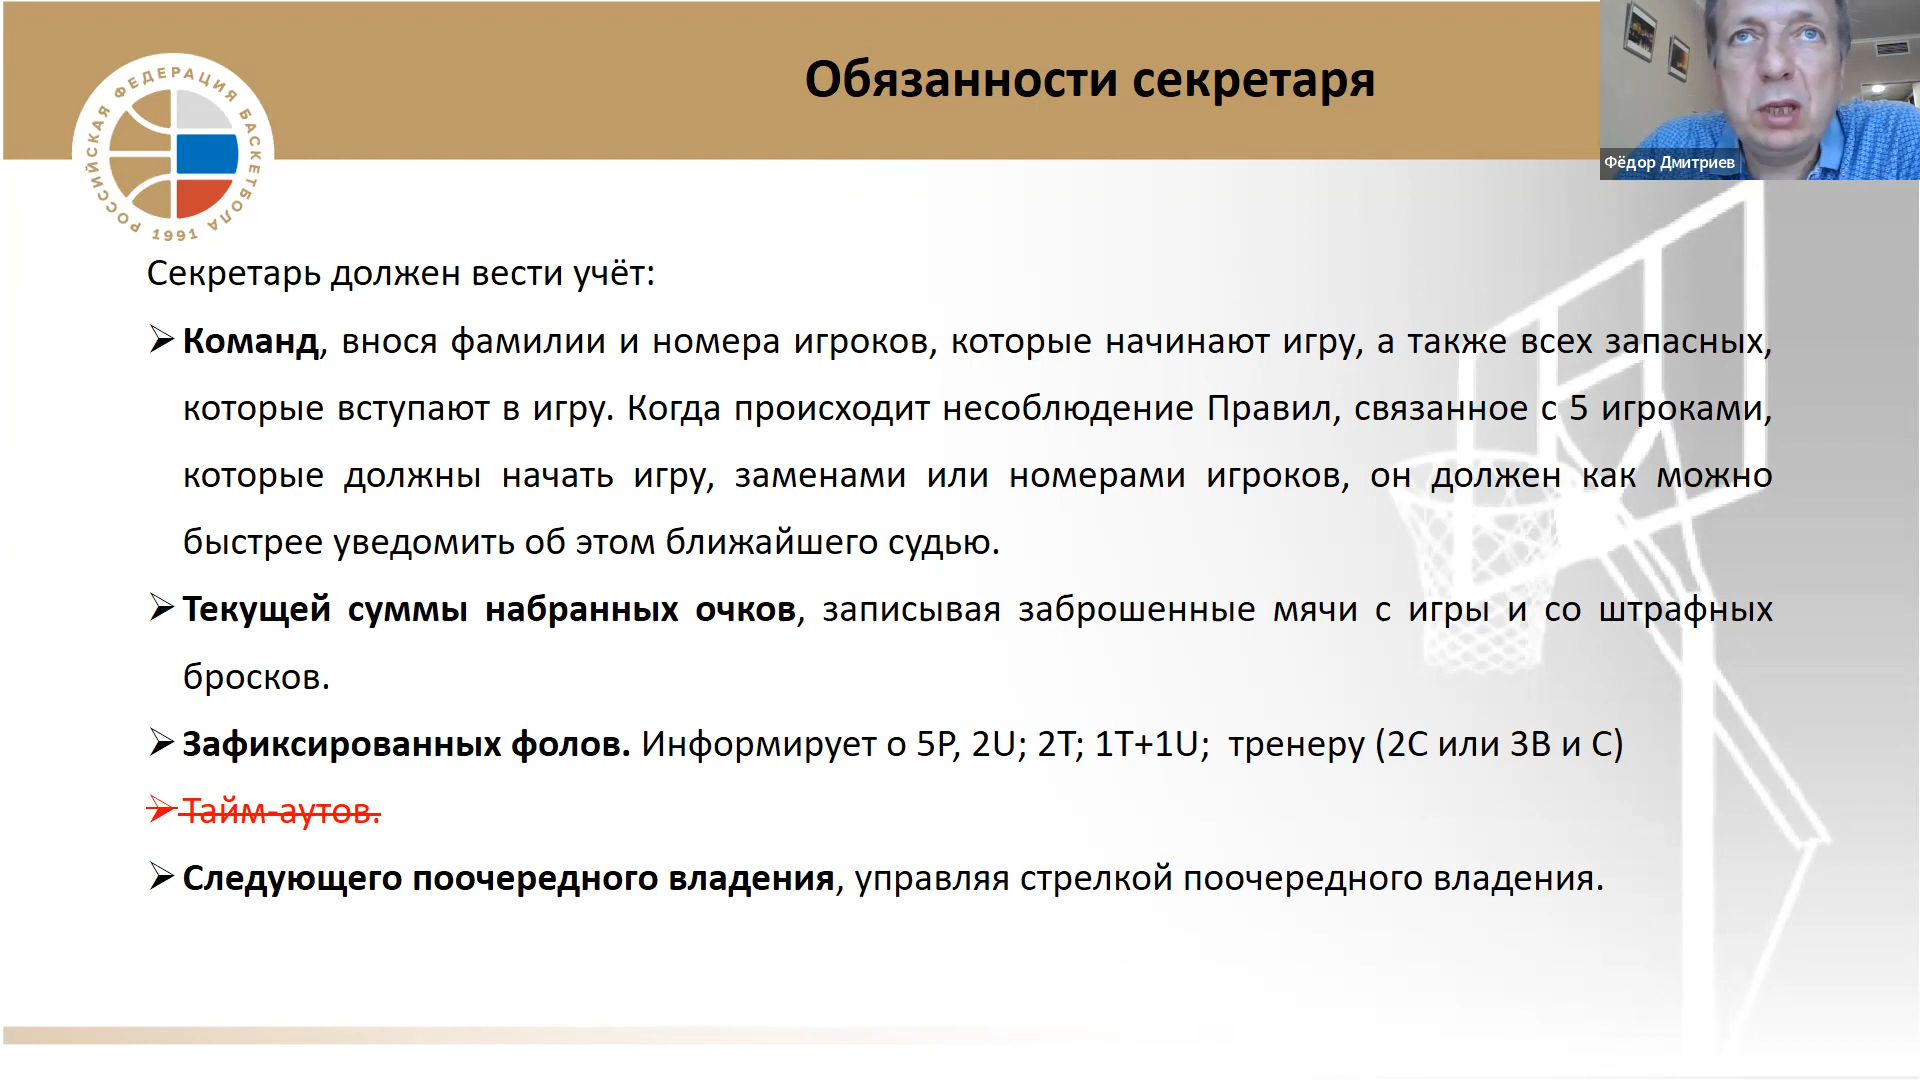 Обязанности секретаря
РОССИЙСКАЯ ФЕДЕРАЦИЯ БАСКЕТБОЛА
1991
Фёдор Дмитриев
Секретарь должен вести учёт:
Команд, внося фамилии и номера игроков, которые начинают игру, а также всех запасных,
которые вступают в игру. Когда происходит несоблюдение Правил, связанное с 5 игроками,
которые должны начать игру, заменами или номерами игроков, он должен как можно
быстрее уведомить об этом ближайшего судью.
Текущей суммы набранных очков, записывая заброшенные мячи с игры и со штрафных
бросков.
Зафиксированных фолов. Информирует о 5P, 2U; 2T; 1T+1U; тренеру (2C или 3B и C)
Тайм-аутов.
Следующего поочередного владения, управляя стрелкой поочередного владения.